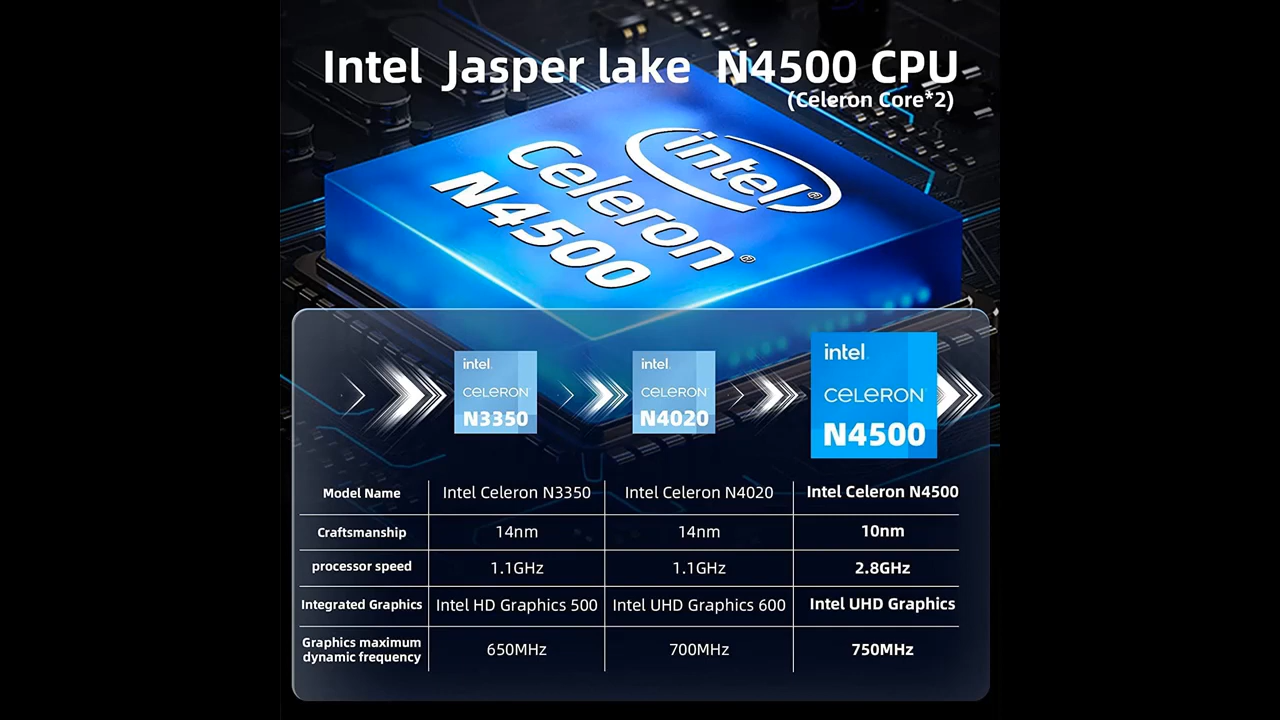 Intel Jasper lake N4500 CPU
(Celeron Core*2)
intel®
Celeron®
N4500
intel.
CELERON
N3350
intel.
CELERON
N4020
intel.
CELERON
N4500
Model Name Intel Celeron N3350 Intel Celeron N4020 Intel Celeron N4500
Craftsmanship 14nm 14nm 10nm
processor speed 1.1GHz 1.1GHz 2.8GHz
Integrated Graphics Intel HD Graphics 500 Intel UHD Graphics 600 Intel UHD Graphics
Graphics maximum
dynamic frequency 650MHz 700MHz 750MHz